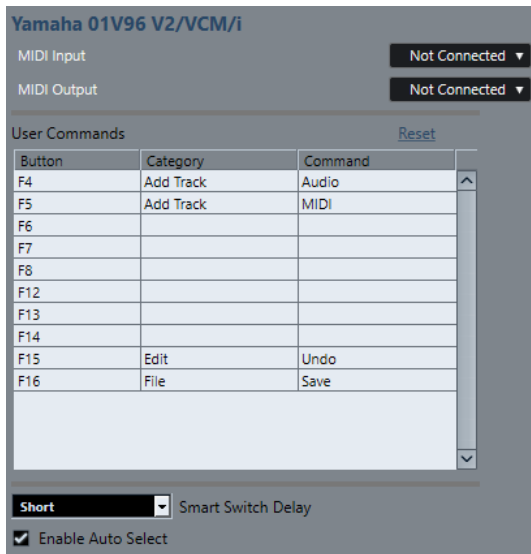 Yamaha 01V96 V2/VCM/i
MIDI Input Not Connected
MIDI Output Not Connected
User Commands Reset
Button Category Command
F4 Add Track Audio
F5 Add Track MIDI
F6
F7
F8
F12
F13
F14
F15 Edit Undo
F16 File Save
Short Smart Switch Delay
Enable Auto Select